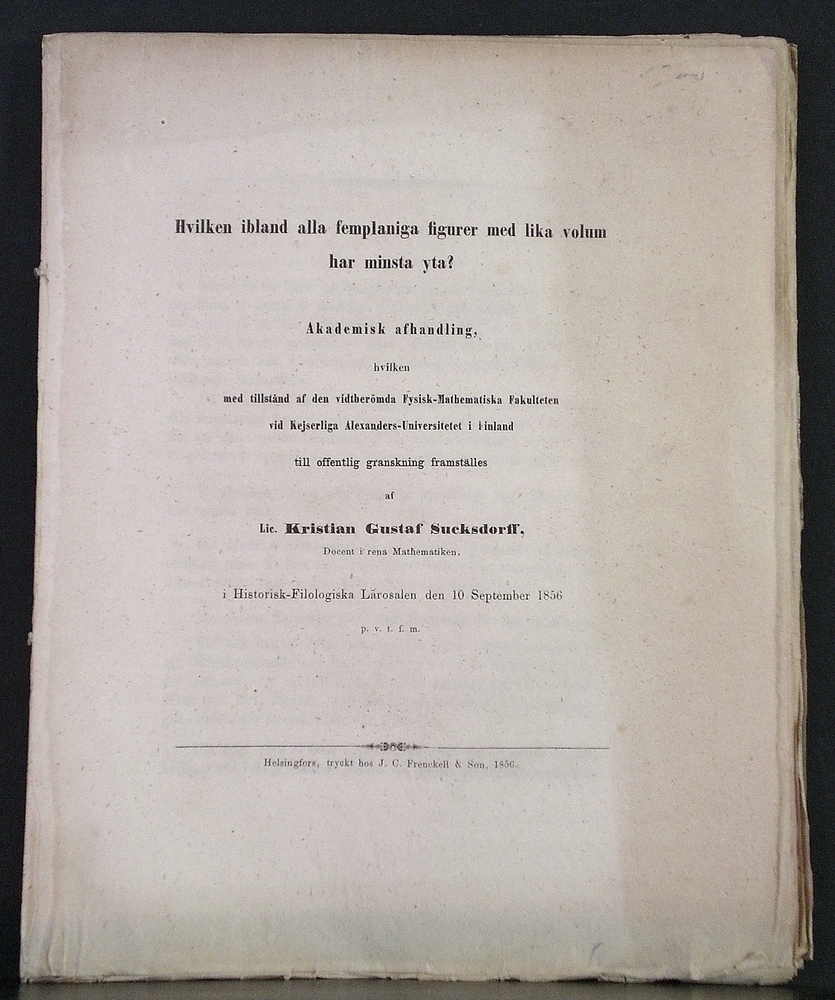 Hvilken ibland alla femplaniga figurer med lika volum
har minsta yta?
Akademisk afhandling,
hvilken
med tillstånd af den vidtberömda Fysisk-Mathematiska Fakulteten
vid Kejserliga Alexanders-Universitetet i Finland
till offentlig granskning framställes
af
Lic. Kristian Gustaf Sucksdorff,
Docent i rena Mathematiken,
i Historisk-Filologiska Lärosalen den 10 September 1856
p. v. t. f. m.
Helsingfors, tryckt hos J. C. Frenckell & Son, 1856.